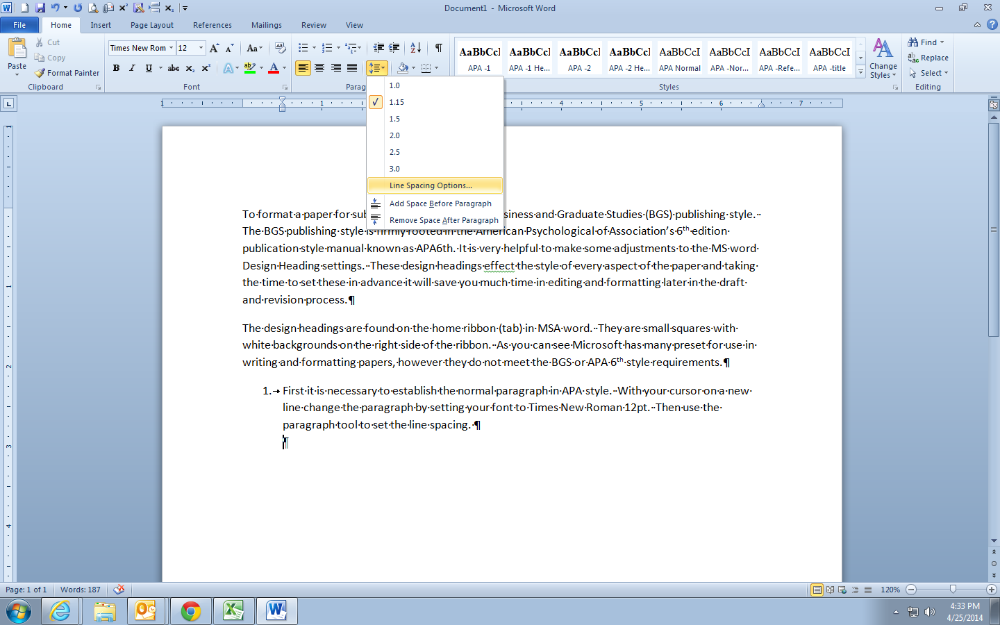 Document1 - Microsoft Word
File Home Insert Page Layout References Mailings Review View
Paste
Cut
Copy
Format Painter
Clipboard
Times New Rom 12
Font
Parag
AaBbCcI AaBbCcI AaBbCcI AaBbCcI AaBbCcI AaBbCcI AaBbCcI AaBbCcI
APA -1 APA -1 He... APA -2 APA -2 He... APA Normal APA -Nor... APA -Refe... APA -title
Styles
Change Styles
Find
Replace
Select
Editing
1.0
1.15
1.5
2.0
2.5
3.0
Line Spacing Options...
Add Space Before Paragraph
Remove Space After Paragraph
1 1 4 5 6 7
To·format·a·paper·for·sub siness·and·Graduate·Studies·(BGS)·publishing·style.··
The·BGS·publishing·style·is·firmly·rooted·in·the·American·Psychological·of·Association's·6th·edition·
publication·style·manual·known·as·APA6th.··It·is·very·helpful·to·make·some·adjustments·to·the·MS·word·
Design·Heading·settings.··These·design·headings·effect·the·style·of·every·aspect·of·the·paper·and·taking·
the·time·to·set·these·in·advance·it·will·save·you·much·time·in·editing·and·formatting·later·in·the·draft·
and·revision·process.¶
The·design·headings·are·found·on·the·home·ribbon·(tab)·in·MSA·word.··They·are·small·squares·with·
white·backgrounds·on·the·right·side·of·the·ribbon.··As·you·can·see·Microsoft·has·many·preset·for·use·in·
writing·and·formatting·papers,·however·they·do·not·meet·the·BGS·or·APA·6th·style·requirements.¶
1.→First·it·is·necessary·to·establish·the·normal·paragraph·in·APA·style.··With·your·cursor·on·a·new·
line·change·the·paragraph·by·setting·your·font·to·Times·New·Roman·12pt.··Then·use·the·
paragraph·tool·to·set·the·line·spacing.·¶
¶
Page: 1 of 1 Words: 187 120%
4:33 PM
4/25/2014